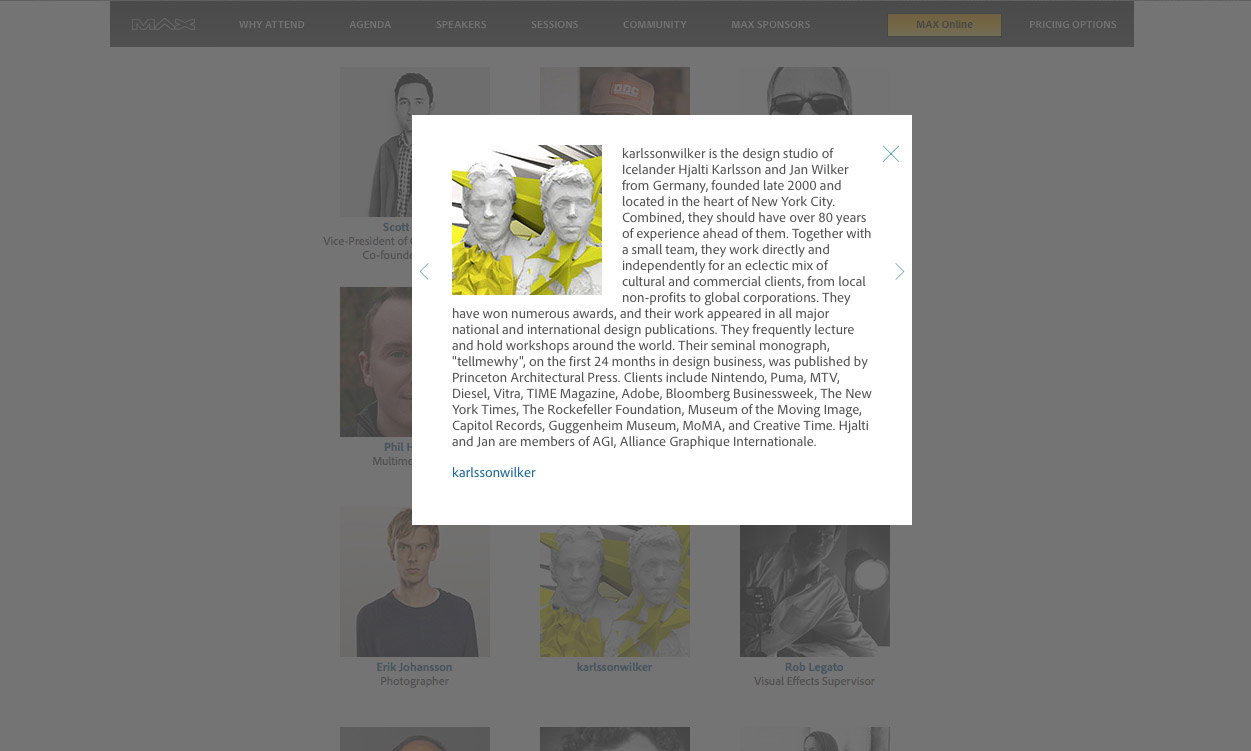 MAX
WHY ATTEND
AGENDA
SPEAKERS
SESSIONS
COMMUNITY
MAX SPONSORS
MAX Online
PRICING OPTIONS
DOC
Scott
Vice-President of
Co-founde
karlssonwilker is the design studio of
Icelander Hjalti Karlsson and Jan Wilker
from Germany, founded late 2000 and
located in the heart of New York City.
Combined, they should have over 80 years
of experience ahead of them. Together with
a small team, they work directly and
independently for an eclectic mix of
cultural and commercial clients, from local
non-profits to global corporations. They
have won numerous awards, and their work appeared in all major
national and international design publications. They frequently lecture
and hold workshops around the world. Their seminal monograph,
"tellmewhy", on the first 24 months in design business, was published by
Princeton Architectural Press. Clients include Nintendo, Puma, MTV,
Diesel, Vitra, TIME Magazine, Adobe, Bloomberg Businessweek, The New
York Times, The Rockefeller Foundation, Museum of the Moving Image,
Capitol Records, Guggenheim Museum, MoMA, and Creative Time. Hjalti
and Jan are members of AGI, Alliance Graphique Internationale.
karlssonwilker
Phil H
Multime
Erik Johansson
Photographer
karlssonwilker
Rob Legato
Visual Effects Supervisor